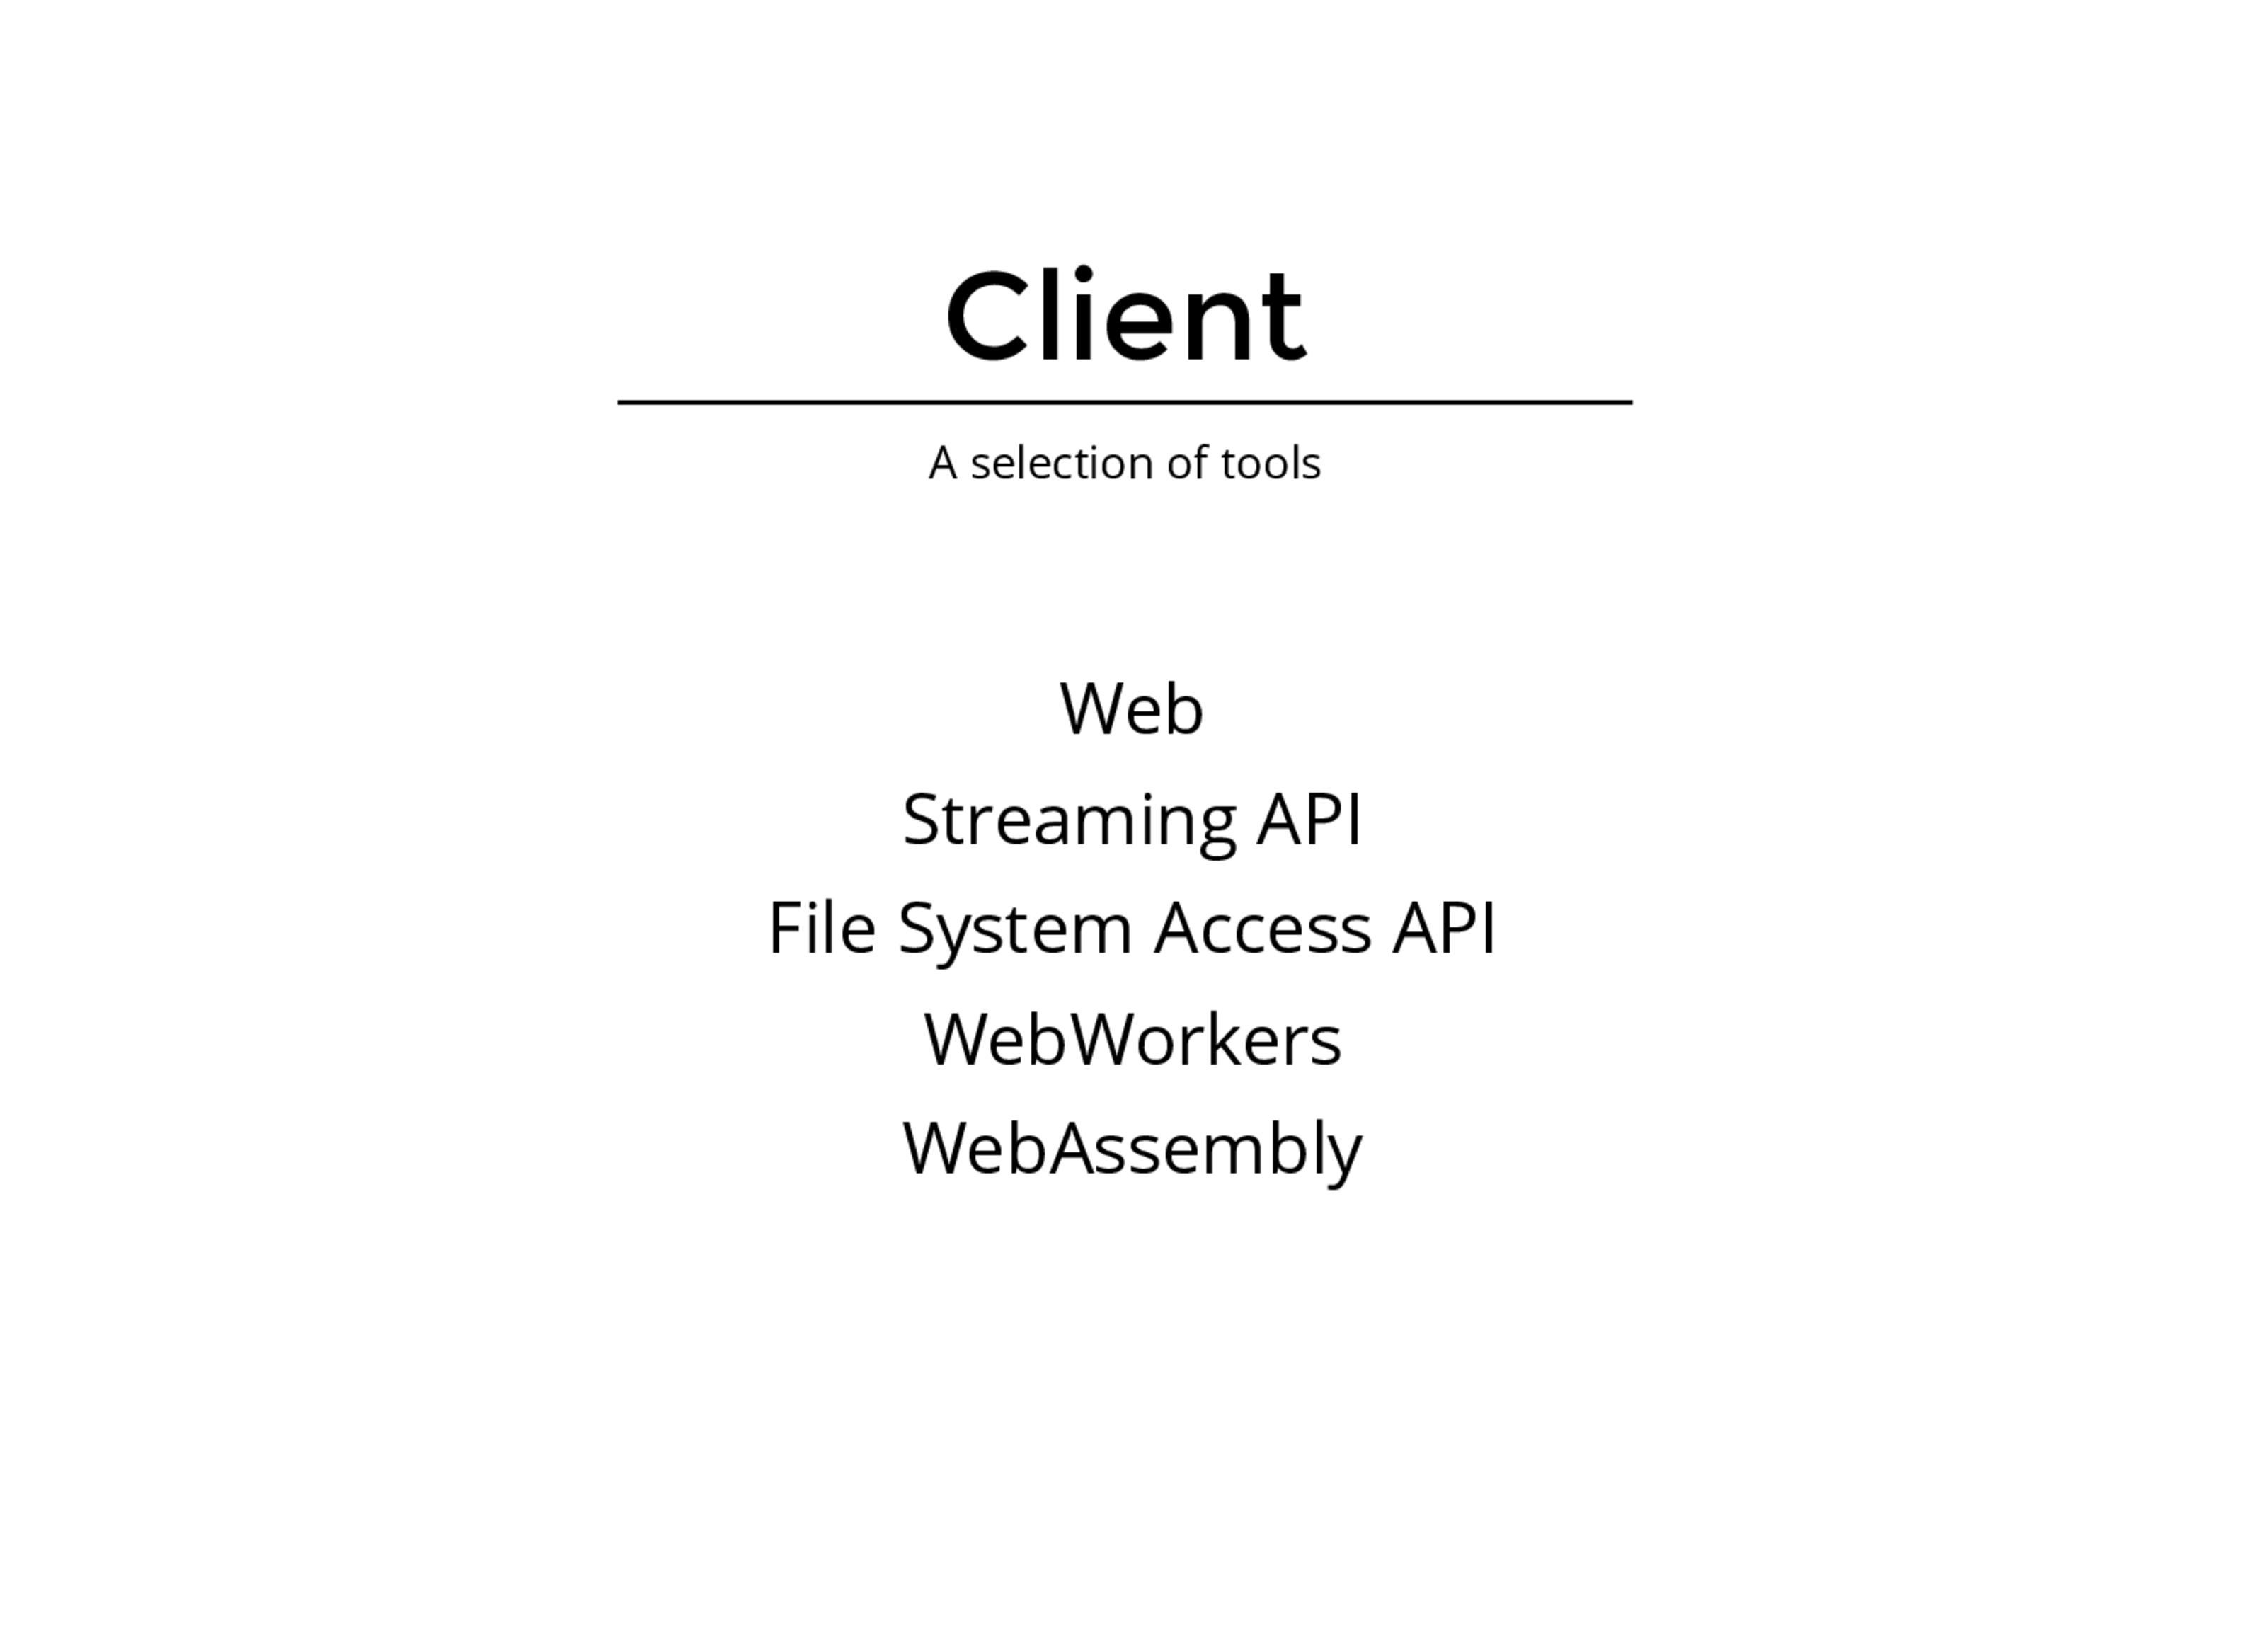 Client
A selection of tools
Web
Streaming API
File System Access API
WebWorkers
WebAssembly